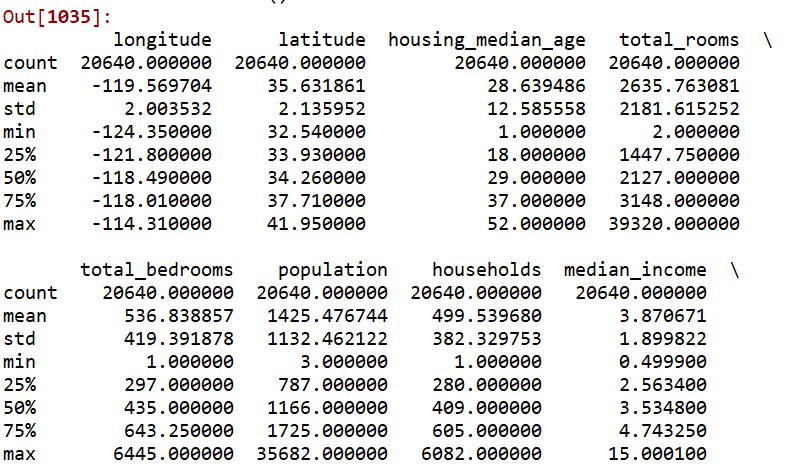 Out[1035]:
longitude latitude housing_median_age total_rooms \
count 20640.000000 20640.000000 20640.000000 20640.000000
mean -119.569704 35.631861 28.639486 2635.763081
std 2.003532 2.135952 12.585558 2181.615252
min -124.350000 32.540000 1.000000 2.000000
25% -121.800000 33.930000 18.000000 1447.750000
50% -118.490000 34.260000 29.000000 2127.000000
75% -118.010000 37.710000 37.000000 3148.000000
max -114.310000 41.950000 52.000000 39320.000000
total_bedrooms population households median_income \
count 20640.000000 20640.000000 20640.000000 20640.000000
mean 536.838857 1425.476744 499.539680 3.870671
std 419.391878 1132.462122 382.329753 1.899822
min 1.000000 3.000000 1.000000 0.499900
25% 297.000000 787.000000 280.000000 2.563400
50% 435.000000 1166.000000 409.000000 3.534800
75% 643.250000 1725.000000 605.000000 4.743250
max 6445.000000 35682.000000 6082.000000 15.000100